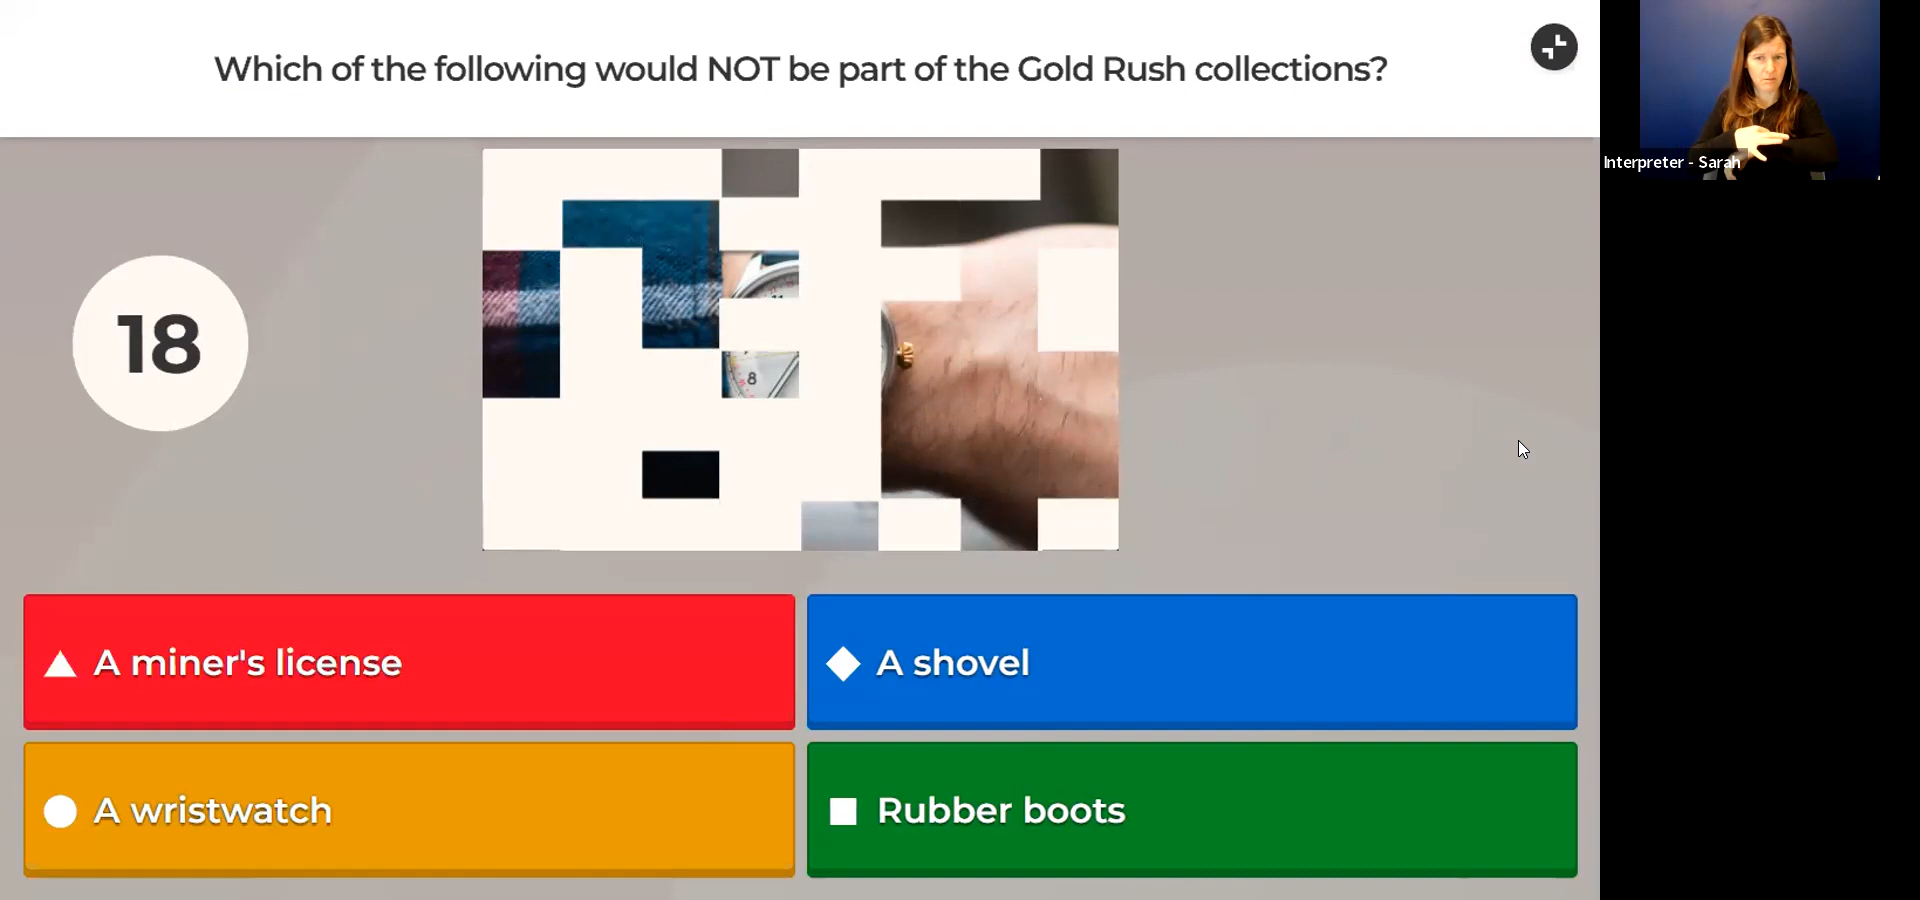 Which of the following would NOT be part of the Gold Rush collections?
Interpreter - Sarah
18
8
A miner's license
A shovel
A wristwatch
Rubber boots